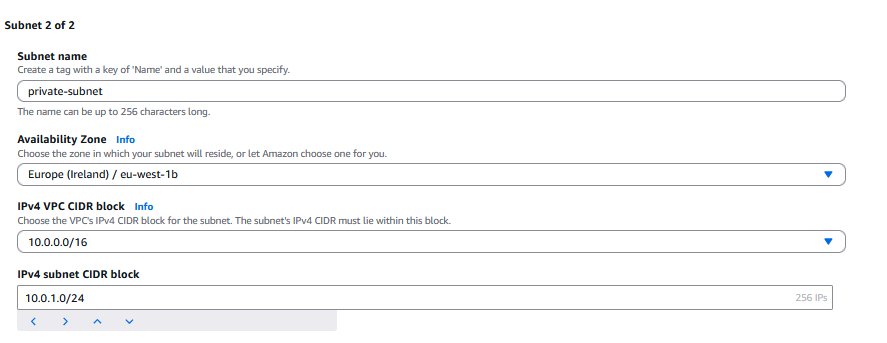 Subnet 2 of 2
Subnet name
Create a tag with a key of 'Name' and a value that you specify.
private-subnet
The name can be up to 256 characters long.
Availability Zone Info
Choose the zone in which your subnet will reside, or let Amazon choose one for you.
Europe (Ireland) / eu-west-1b
IPv4 VPC CIDR block Info
Choose the VPC's IPv4 CIDR block for the subnet. The subnet's IPv4 CIDR must lie within this block.
10.0.0.0/16
IPv4 subnet CIDR block
10.0.1.0/24 256 IPs